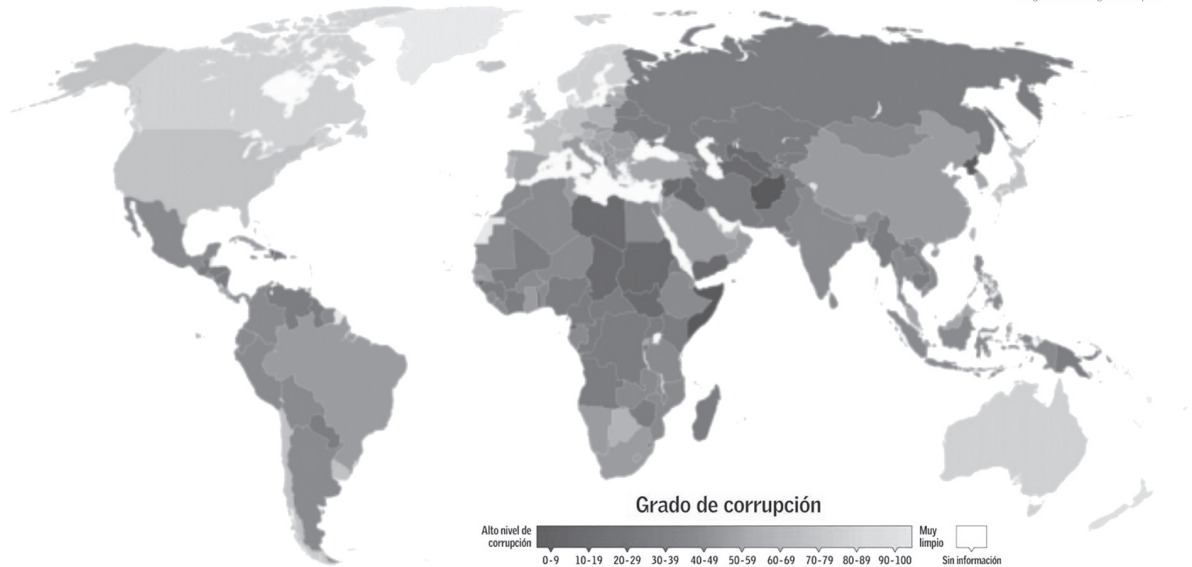 Grado de corrupción
Alto nivel de
corrupción
0-9 10-19 20-29 30-39 40-49 50-59 60-69 70-79 80-89 90-100
Muy
limpio
Sin información